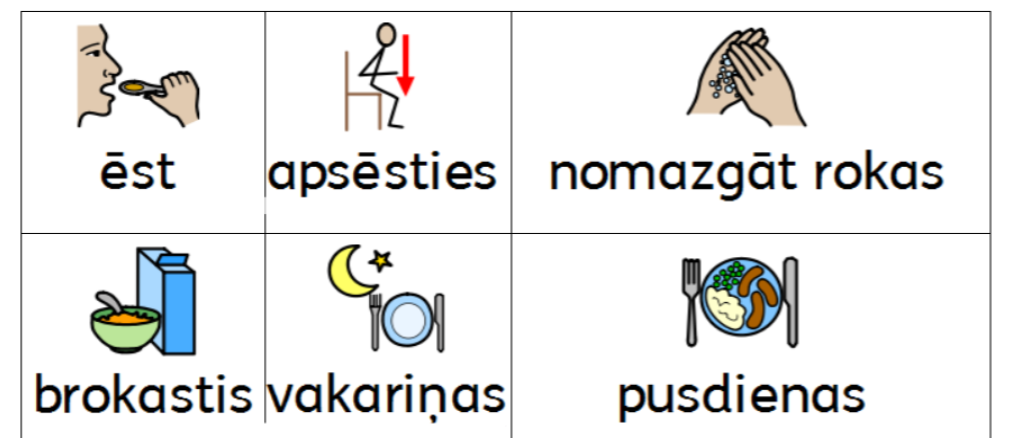 ēst
apsēsties
nomazgāt rokas
brokastis
vakariņas
pusdienas